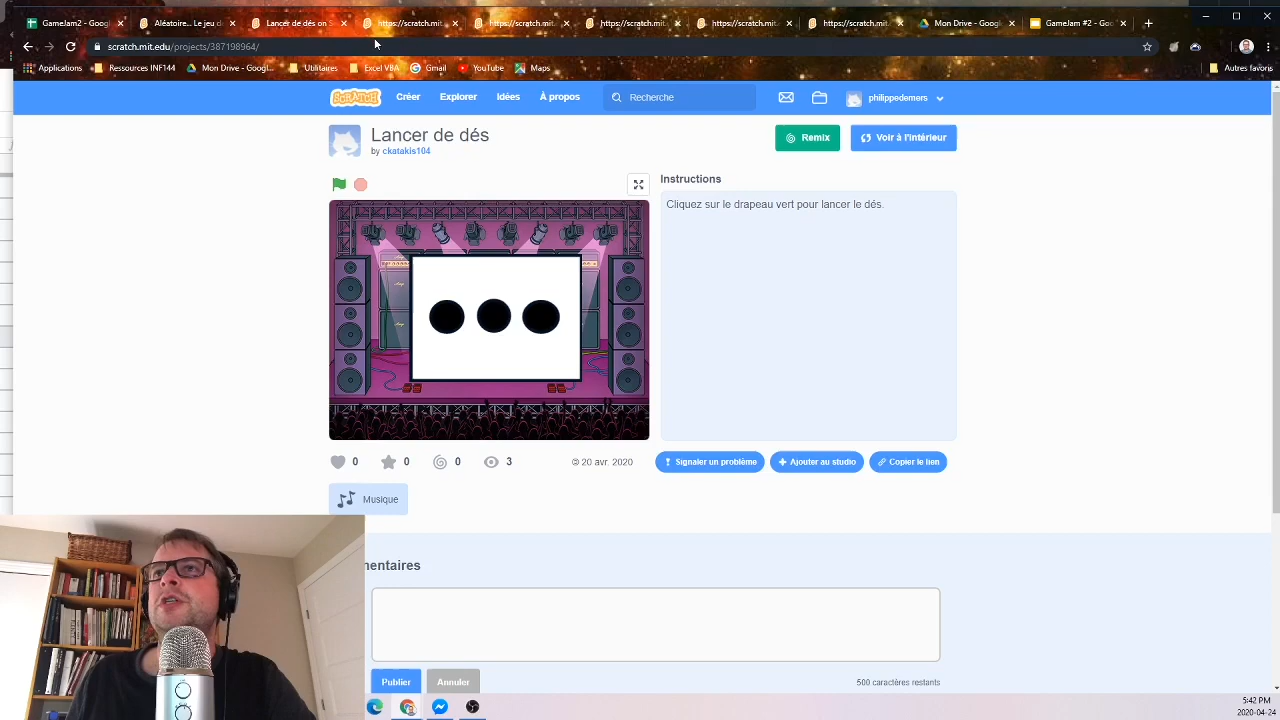 GameJam2 - Goog
Aléatoire... Le jeu d
Lancer de dés on S
https://scratch.mit.
https://scratch.mit.
https://scratch.mit.
https://scratch.mit.
https://scratch.mit.
Mon Drive - Googl
GameJam #2 - Goo
scratch.mit.edu/projects/387198964/
Applications
Ressources INF144
Mon Drive - Googl...
Utilitaires
Excel VBA
Gmail
YouTube
Maps
Autres favoris
SCRATCH
Créer
Explorer
Idées
À propos
Recherche
philippedemers
Lancer de dés
by ckatakis104
Remix
Voir à l'intérieur
Instructions
Cliquez sur le drapeau vert pour lancer le dés.
0
0
0
3
© 20 avr. 2020
Signaler un problème
Ajouter au studio
Copier le lien
Musique
mentaires
Publier
Annuler
500 caractères restants
5:42 PM
2020-04-24